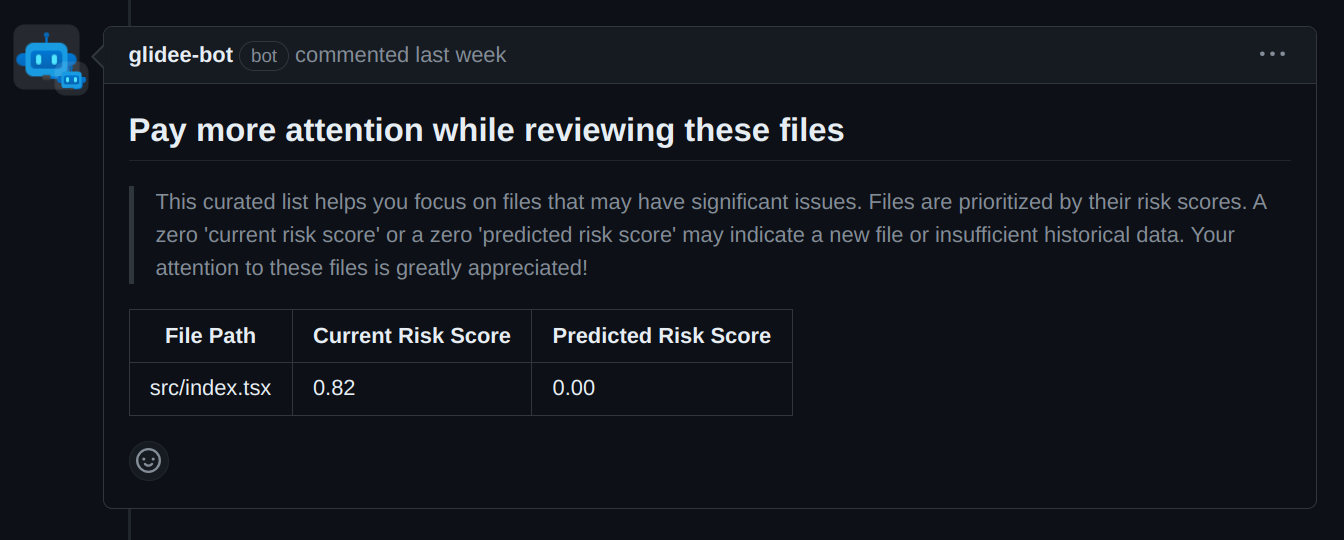 glidee-bot bot commented last week
Pay more attention while reviewing these files
This curated list helps you focus on files that may have significant issues. Files are prioritized by their risk scores. A
zero 'current risk score' or a zero 'predicted risk score' may indicate a new file or insufficient historical data. Your
attention to these files is greatly appreciated!
File Path Current Risk Score Predicted Risk Score
src/index.tsx 0.82 0.00